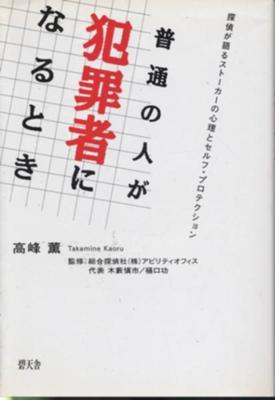 探偵が語るストーカーの心理とセルフ・プロテクション
普通の人が
犯罪者に
なるとき
高峰 薫 Takamine Kaoru
監修:総合探偵社(株)アビリティオフィス
代表 木藪愼市/樋口功
碧天舎